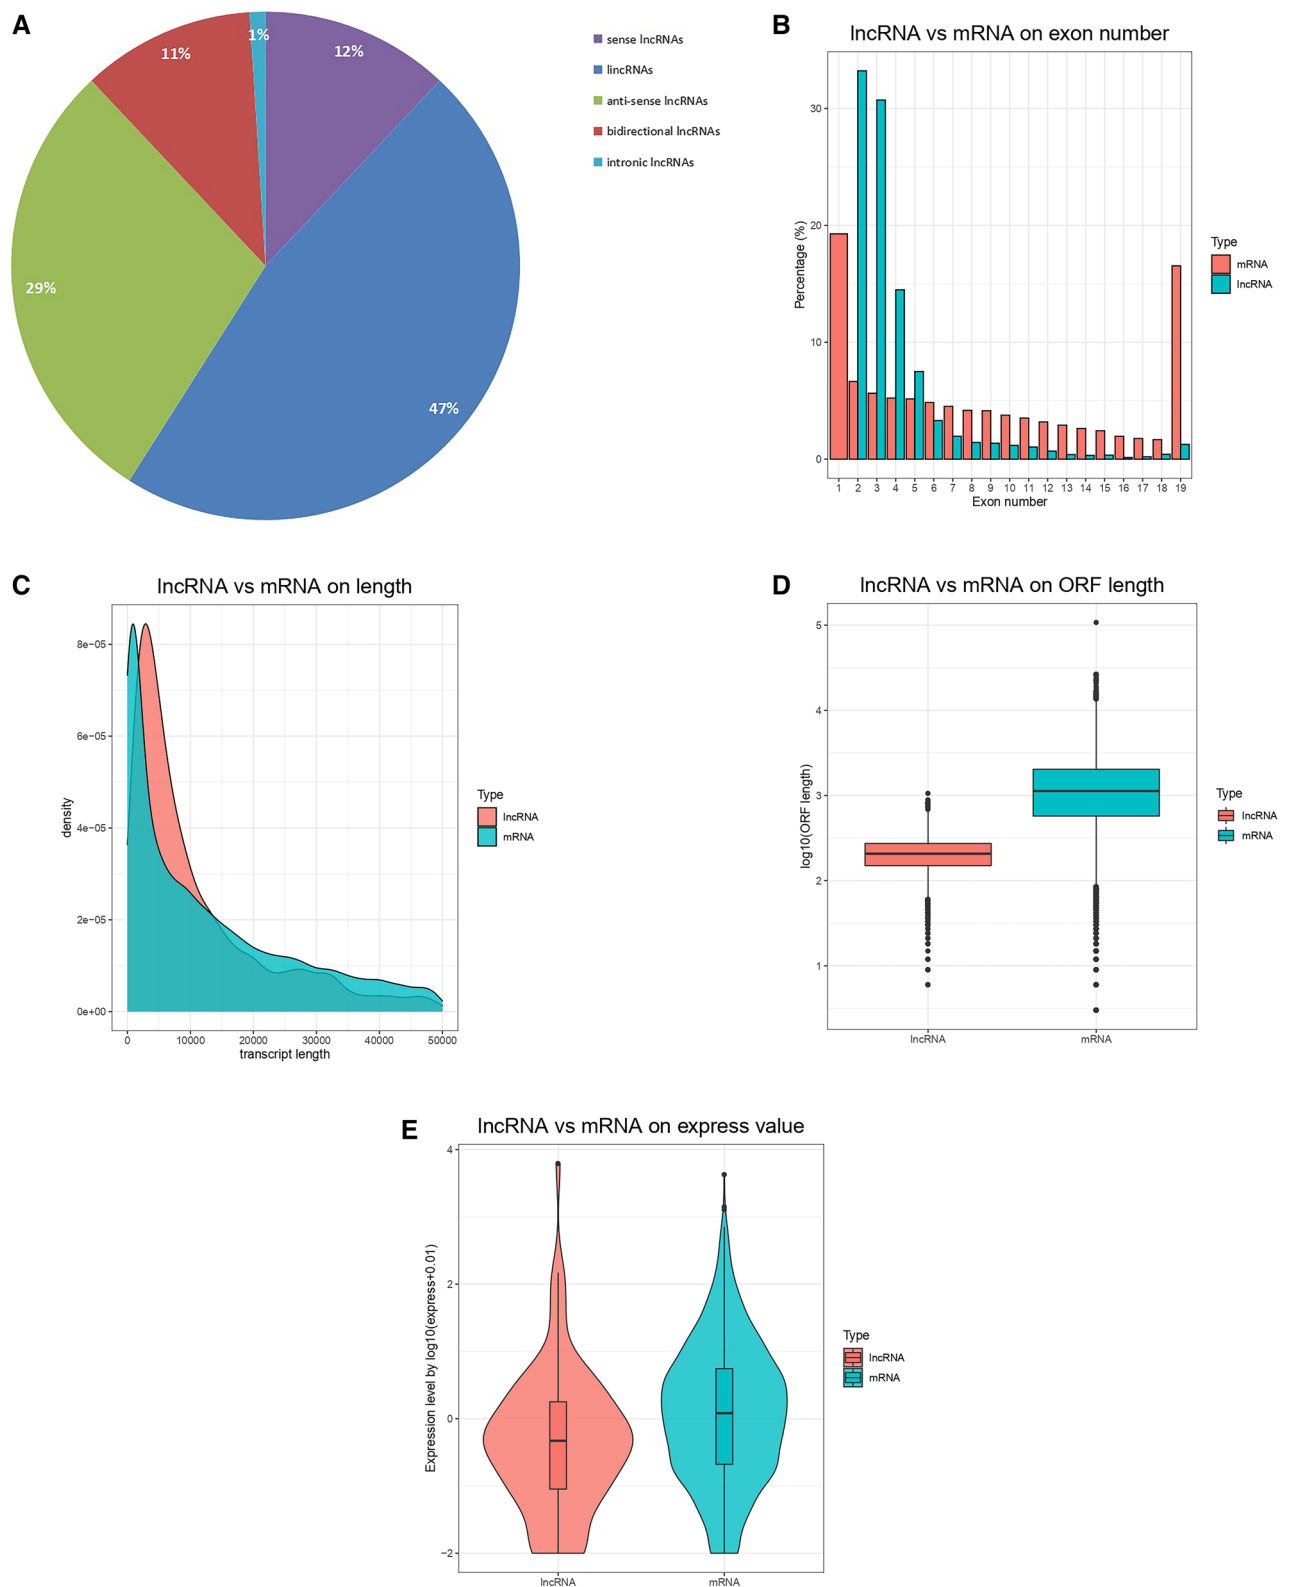 A
1%
12%
11%
29%
47%
sense lncRNAs
lincRNAs
anti-sense lncRNAs
bidirectional lncRNAs
intronic lncRNAs
B
lncRNA vs mRNA on exon number
Percentage (%)
30
20
10
0
1 2 3 4 5 6 7 8 9 10 11 12 13 14 15 16 17 18 19
Exon number
Type
mRNA
lncRNA
C
lncRNA vs mRNA on length
density
8e−05
6e−05
4e−05
2e−05
0e+00
0 10000 20000 30000 40000 50000
transcript length
Type
lncRNA
mRNA
D
lncRNA vs mRNA on ORF length
log10(ORF length)
5
4
3
2
1
lncRNA mRNA
Type
lncRNA
mRNA
E
lncRNA vs mRNA on express value
Expression level by log10(express+0.01)
4
2
0
−2
lncRNA mRNA
Type
lncRNA
mRNA